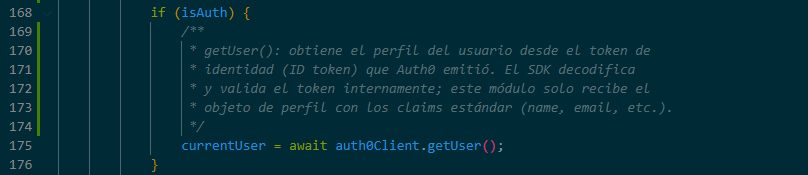 168 if (isAuth) {
169 /**
170 * getUser(): obtiene el perfil del usuario desde el token de
171 * identidad (ID token) que Auth0 emitió. El SDK decodifica
172 * y valida el token internamente; este módulo solo recibe el
173 * objeto de perfil con los claims estándar (name, email, etc.).
174 */
175 currentUser = await auth0Client.getUser();
176 }